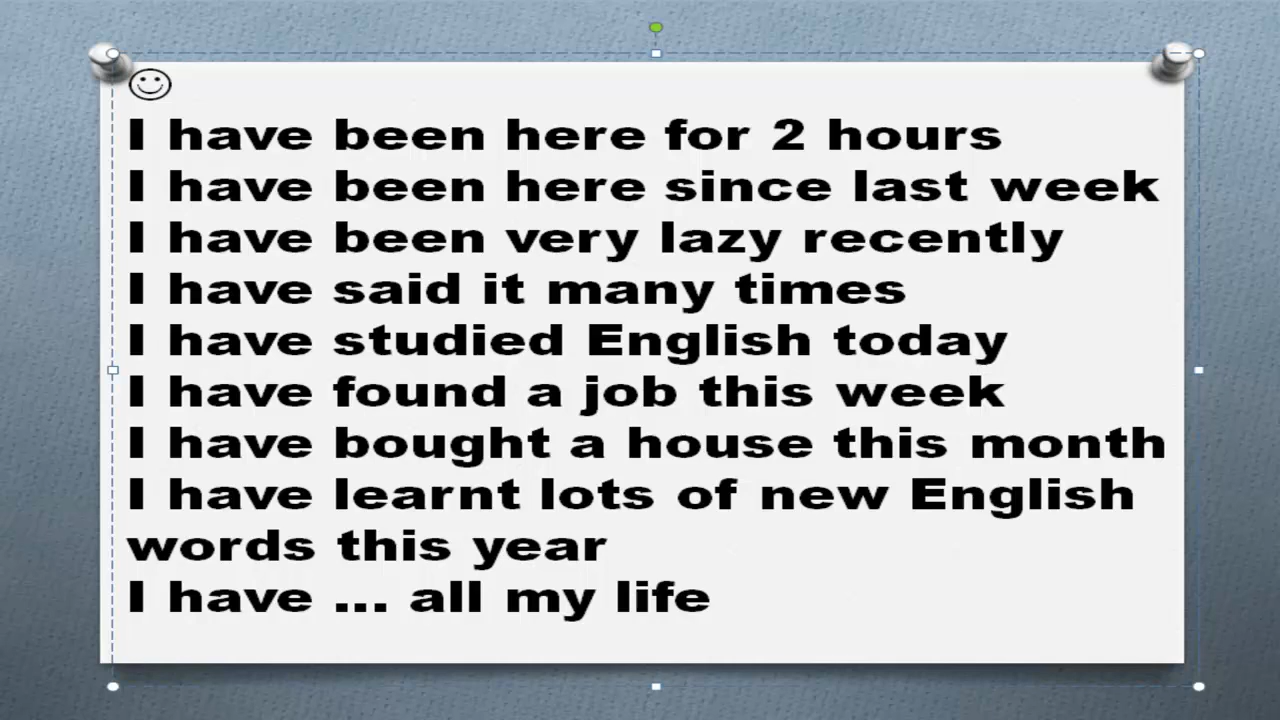 I have been here for 2 hours
I have been here since last week
I have been very lazy recently
I have said it many times
I have studied English today
I have found a job this week
I have bought a house this month
I have learnt lots of new English
words this year
I have ... all my life